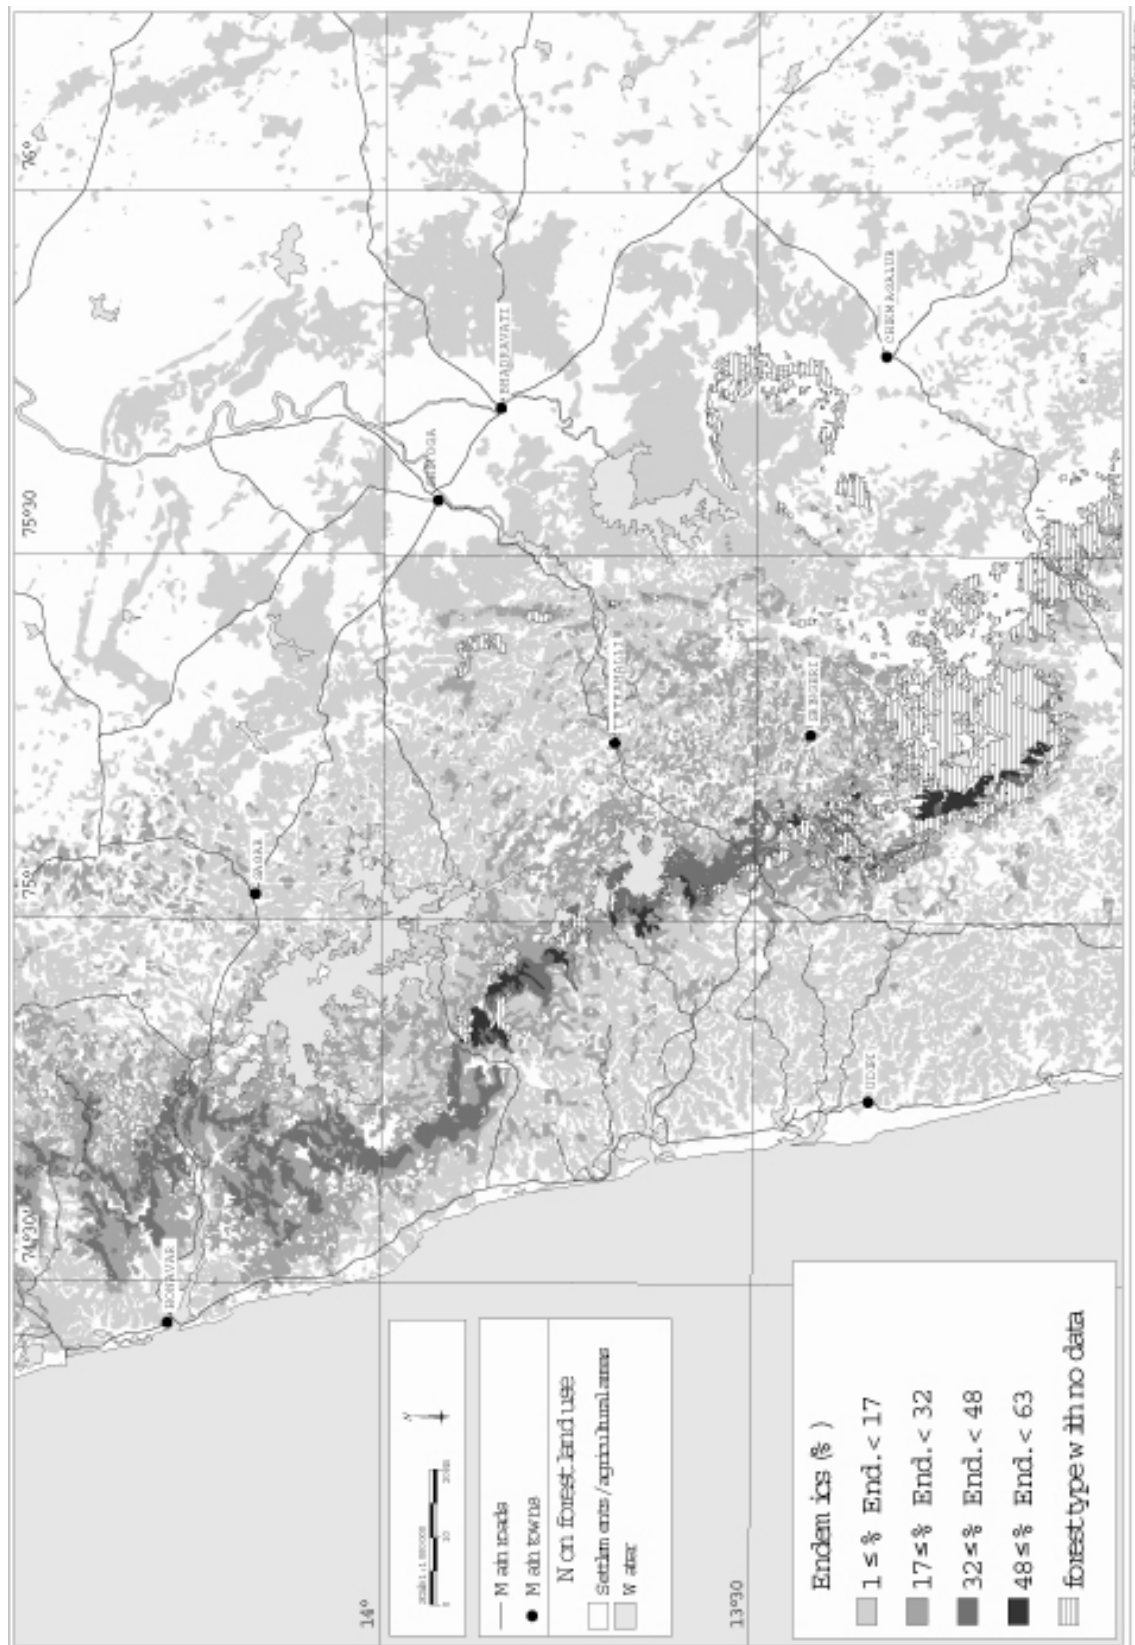 76°
75°30
75°
74°30'
14°
13°30
HONAVAR
SAGAR
BHADRAVATI
CHIKMAGALUR
UDUPI
N
0
10
Main roads
Main towns
Non forest land use
Settlements/agricultural areas
Water
Endemics (%)
1 ≤ % End. < 17
17 ≤ % End. < 32
32 ≤ % End. < 48
48 ≤ % End. < 63
forest type with no data